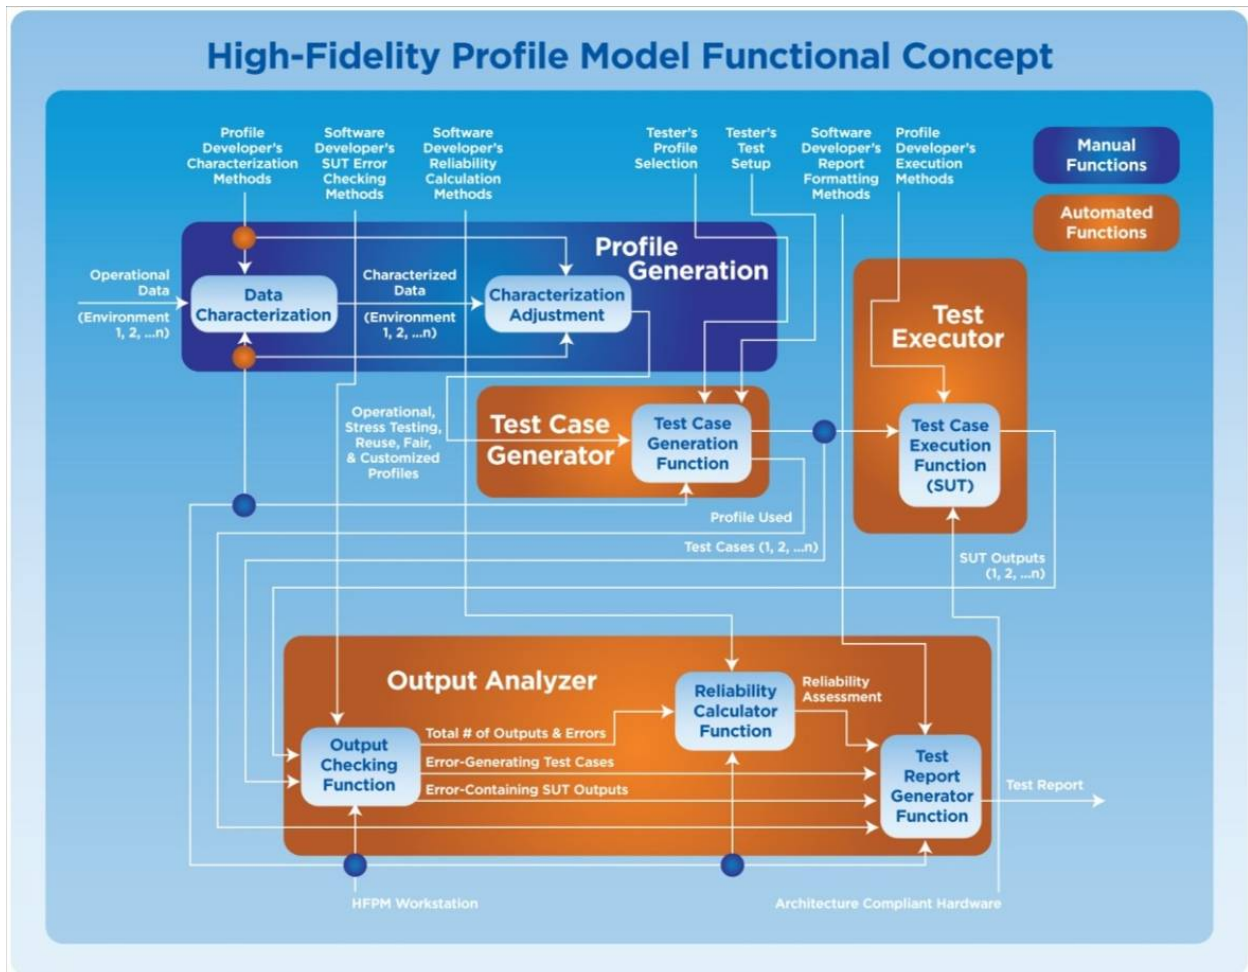 High-Fidelity Profile Model Functional Concept
Profile
Developer's
Characterization
Methods
Software
Developer's
SUT Error
Checking
Methods
Software
Developer's
Reliability
Calculation
Methods
Tester's
Profile
Selection
Tester's
Test
Setup
Software
Developer's
Report
Formatting
Methods
Profile
Developer's
Execution
Methods
Manual
Functions
Automated
Functions
Profile
Generation
Operational
Data
(Environment
1, 2, ...n)
Data
Characterization
Characterized
Data
(Environment
1, 2, ...n)
Characterization
Adjustment
Test
Executor
Operational,
Stress Testing,
Reuse, Fair,
& Customized
Profiles
Test Case
Generator
Test Case
Generation
Function
Test Case
Execution
Function
(SUT)
Profile Used
Test Cases (1, 2, ...n)
SUT Outputs
(1, 2, ...n)
Output Analyzer
Reliability
Calculator
Function
Reliability
Assessment
Output
Checking
Function
Total # of Outputs & Errors
Error-Generating Test Cases
Error-Containing SUT Outputs
Test
Report
Generator
Function
Test Report
HFPM Workstation
Architecture Compliant Hardware